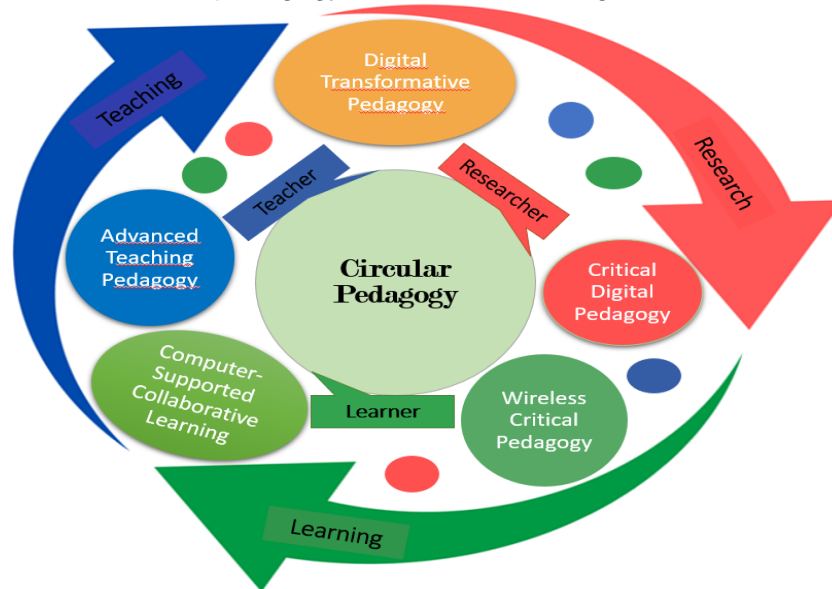 Digital
Transformative
Pedagogy
Teaching
Research
Teacher
Researcher
Advanced
Teaching
Pedagogy
Circular
Pedagogy
Critical
Digital
Pedagogy
Computer-
Supported
Collaborative
Learning
Learner
Wireless
Critical
Pedagogy
Learning